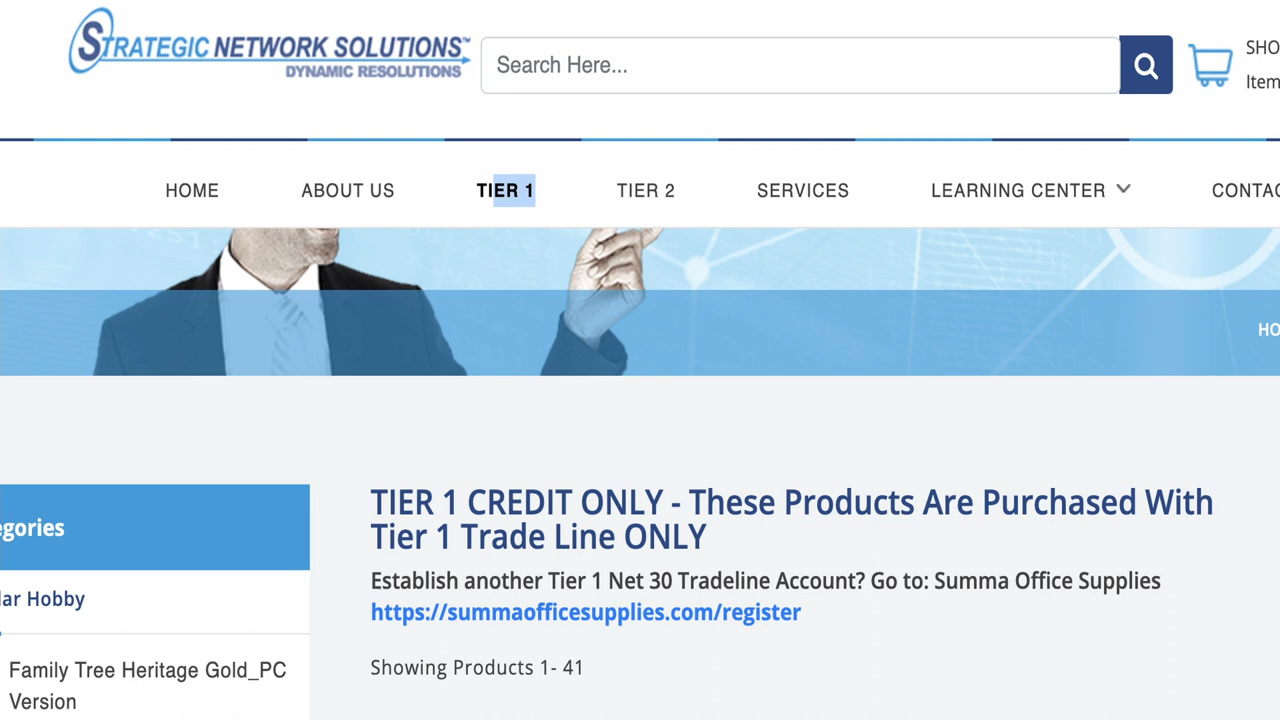 STRATEGIC NETWORK SOLUTIONS™
DYNAMIC RESOLUTIONS
Search Here...
SHO
Item
HOME ABOUT US TIER 1 TIER 2 SERVICES LEARNING CENTER CONTAC
HO
egories
TIER 1 CREDIT ONLY - These Products Are Purchased With
Tier 1 Trade Line ONLY
Establish another Tier 1 Net 30 Tradeline Account? Go to: Summa Office Supplies
https://summaofficesupplies.com/register
lar Hobby
Showing Products 1- 41
Family Tree Heritage Gold_PC
Version